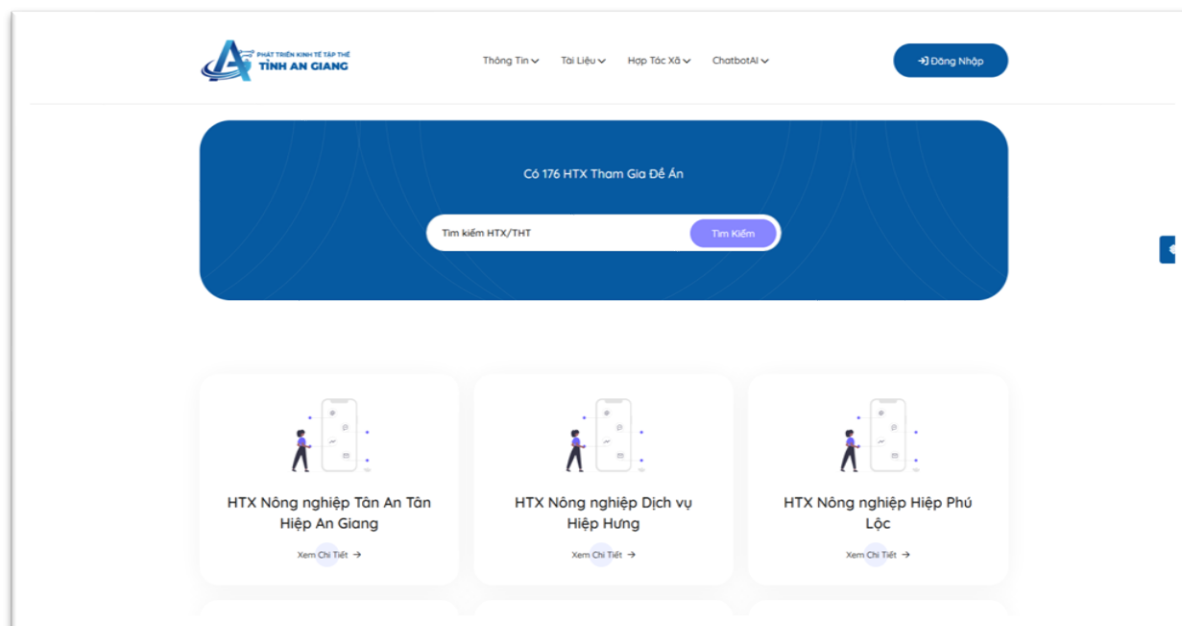 PHÁT TRIỂN KINH TẾ TẬP THỂ
TỈNH AN GIANG
Thông Tin
Tài Liệu
Hợp Tác Xã
ChatbotAI
Đăng Nhập
Có 176 HTX Tham Gia Đề Án
Tìm kiếm HTX/THT
Tìm Kiếm
HTX Nông nghiệp Tân An Tân
Hiệp An Giang
Xem Chi Tiết →
HTX Nông nghiệp Dịch vụ
Hiệp Hưng
Xem Chi Tiết →
HTX Nông nghiệp Hiệp Phú
Lộc
Xem Chi Tiết →